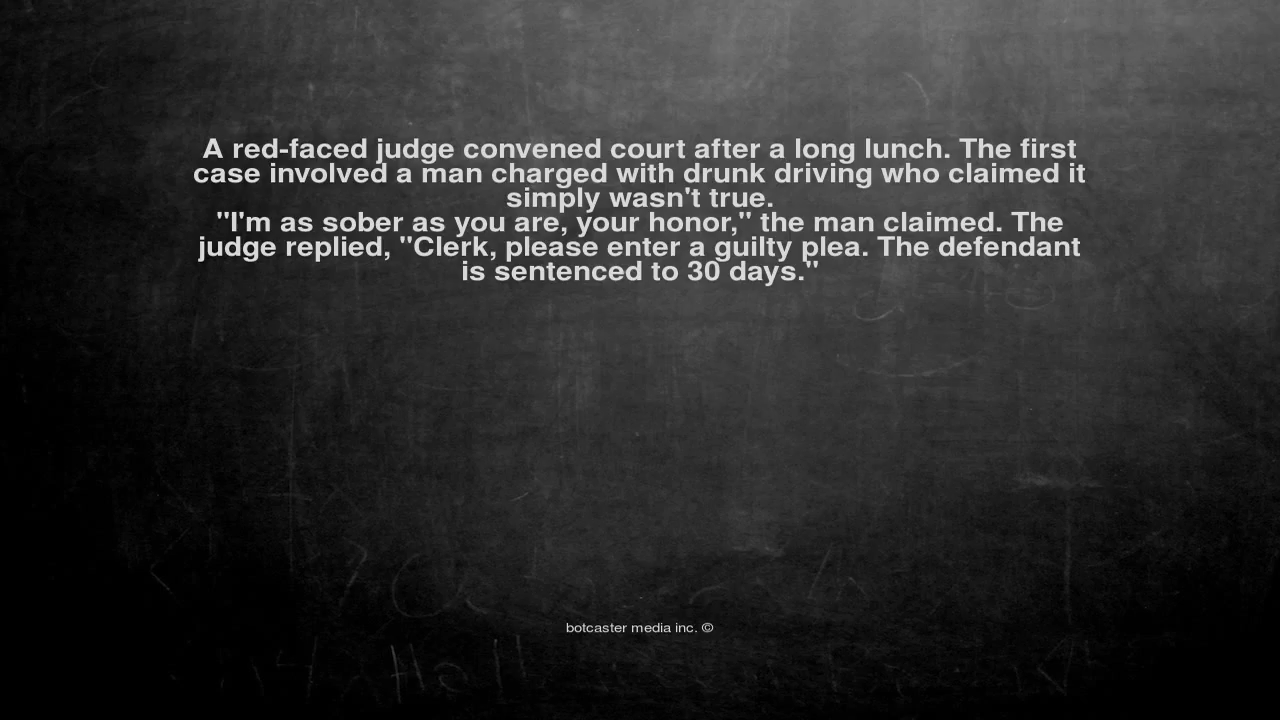 A red-faced judge convened court after a long lunch. The first
case involved a man charged with drunk driving who claimed it
simply wasn't true.
"I'm as sober as you are, your honor," the man claimed. The
judge replied, "Clerk, please enter a guilty plea. The defendant
is sentenced to 30 days."
botcaster media inc. ©